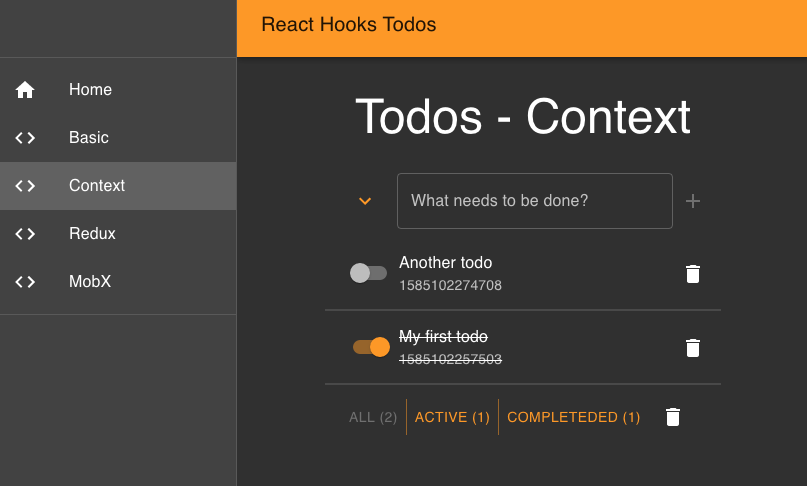 React Hooks Todos
Home
Basic
Context
Redux
MobX
Todos - Context
What needs to be done?
Another todo
1585102274708
My first todo
1585102257503
ALL (2)
ACTIVE (1)
COMPLETEDED (1)